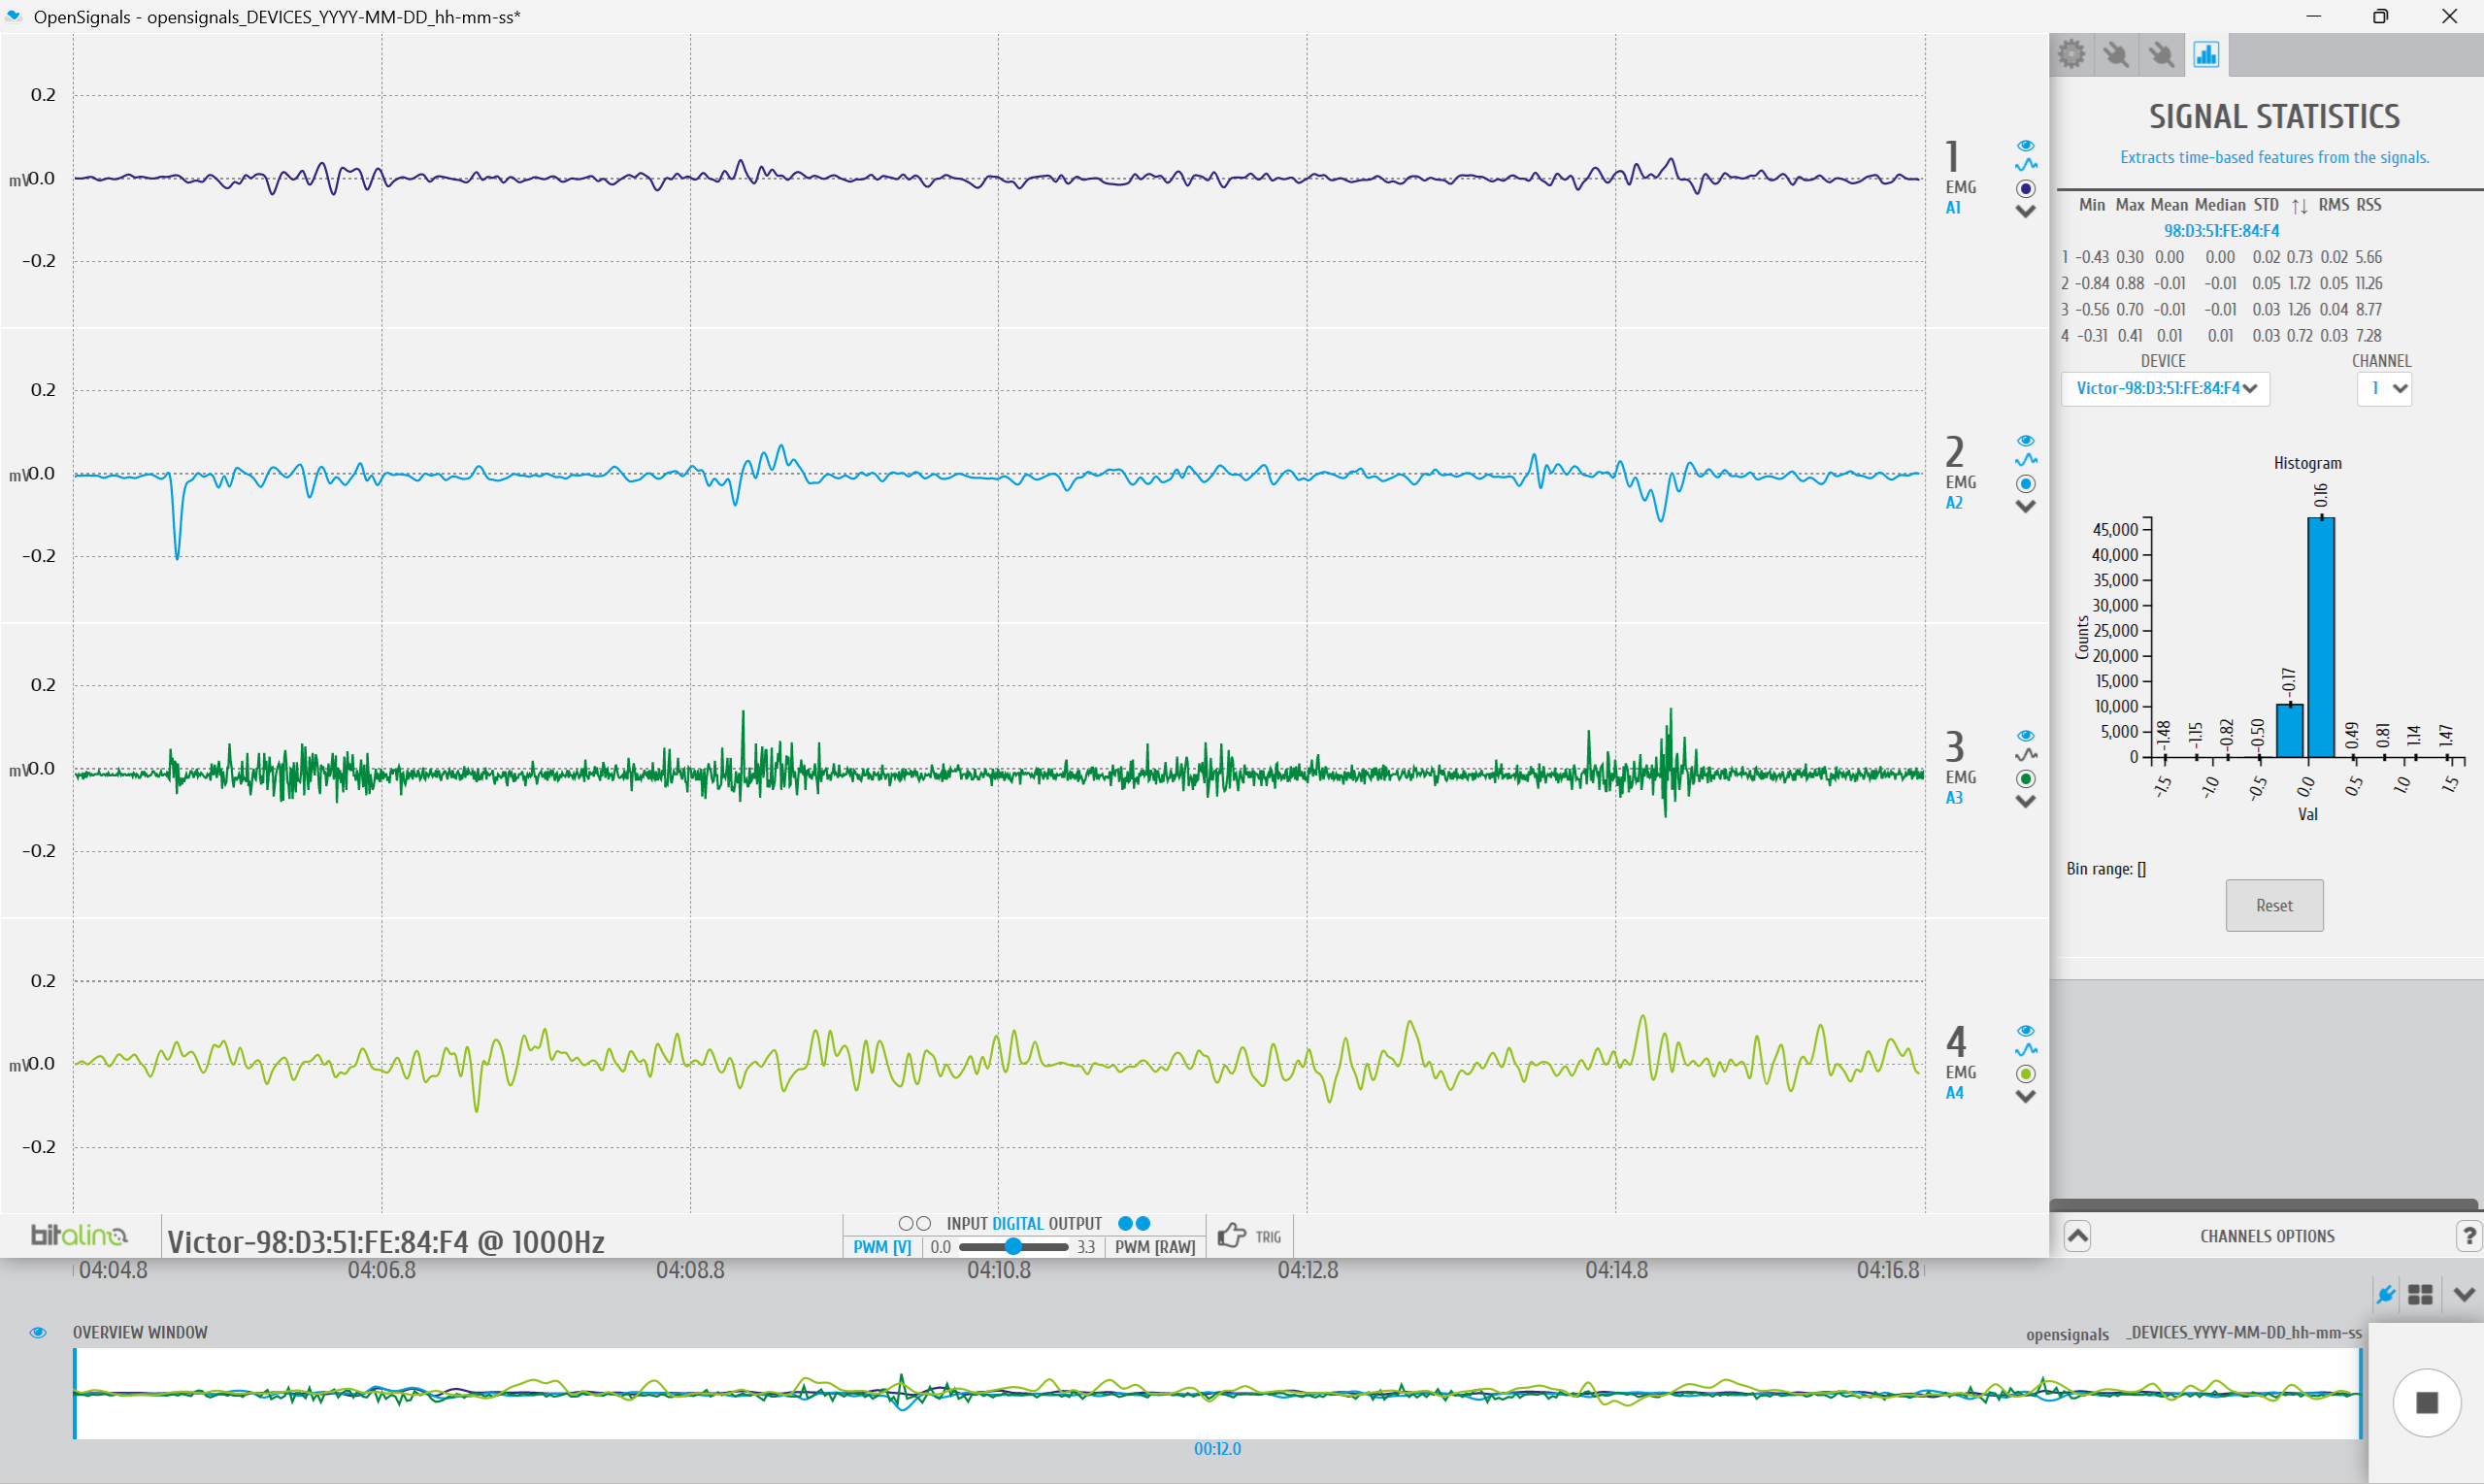 OpenSignals - opensignals_DEVICES_YYYY-MM-DD_hh-mm-ss*
0.2
mV 0.0
-0.2
1
EMG
A1
0.2
mV 0.0
-0.2
2
EMG
A2
0.2
mV 0.0
-0.2
3
EMG
A3
0.2
mV 0.0
-0.2
4
EMG
A4
SIGNAL STATISTICS
Extracts time-based features from the signals.
Min Max Mean Median STD ↑↓ RMS RSS
98:D3:51:FE:84:F4
1 -0.43 0.30 0.00 0.00 0.02 0.73 0.02 5.66
2 -0.84 0.88 -0.01 -0.01 0.05 1.72 0.05 11.26
3 -0.56 0.70 -0.01 -0.01 0.03 1.26 0.04 8.77
4 -0.31 0.41 0.01 0.01 0.03 0.72 0.03 7.28
DEVICE CHANNEL
Victor-98:D3:51:FE:84:F4 1
Histogram
45,000
40,000
35,000
30,000
25,000
20,000
15,000
10,000
5,000
0
Counts
-1.48 -1.15 -0.82 -0.50 -0.17 0.16 0.49 0.81 1.14 1.47
-1.5 -1.0 -0.5 0.0 0.5 1.0 1.5
Val
Bin range: []
Reset
CHANNELS OPTIONS ?
bitalino
Victor-98:D3:51:FE:84:F4 @ 1000Hz
INPUT DIGITAL OUTPUT
PWM [V] 0.0 3.3 PWM [RAW]
TRIG
04:04.8 04:06.8 04:08.8 04:10.8 04:12.8 04:14.8 04:16.8
OVERVIEW WINDOW
opensignals _DEVICES_YYYY-MM-DD_hh-mm-ss
00:12.0